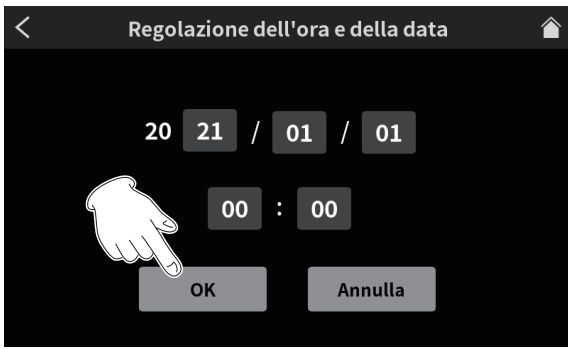 Regolazione dell'ora e della data
20 21 / 01 / 01
00 : 00
OK Annulla